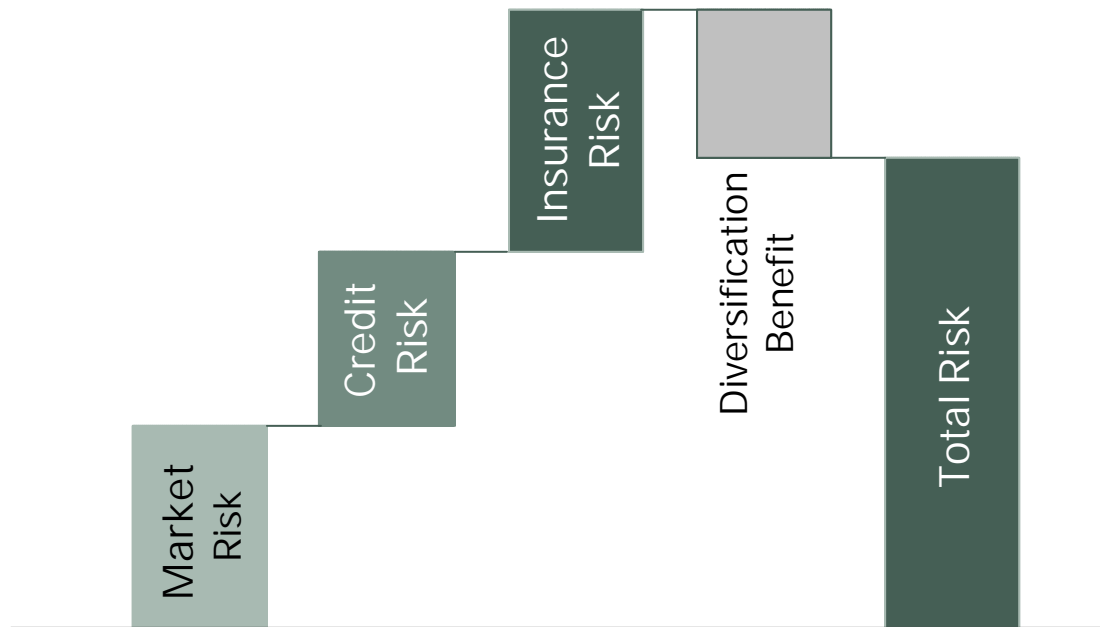 Market
Risk
Credit
Risk
Insurance
Risk
Diversification
Benefit
Total Risk